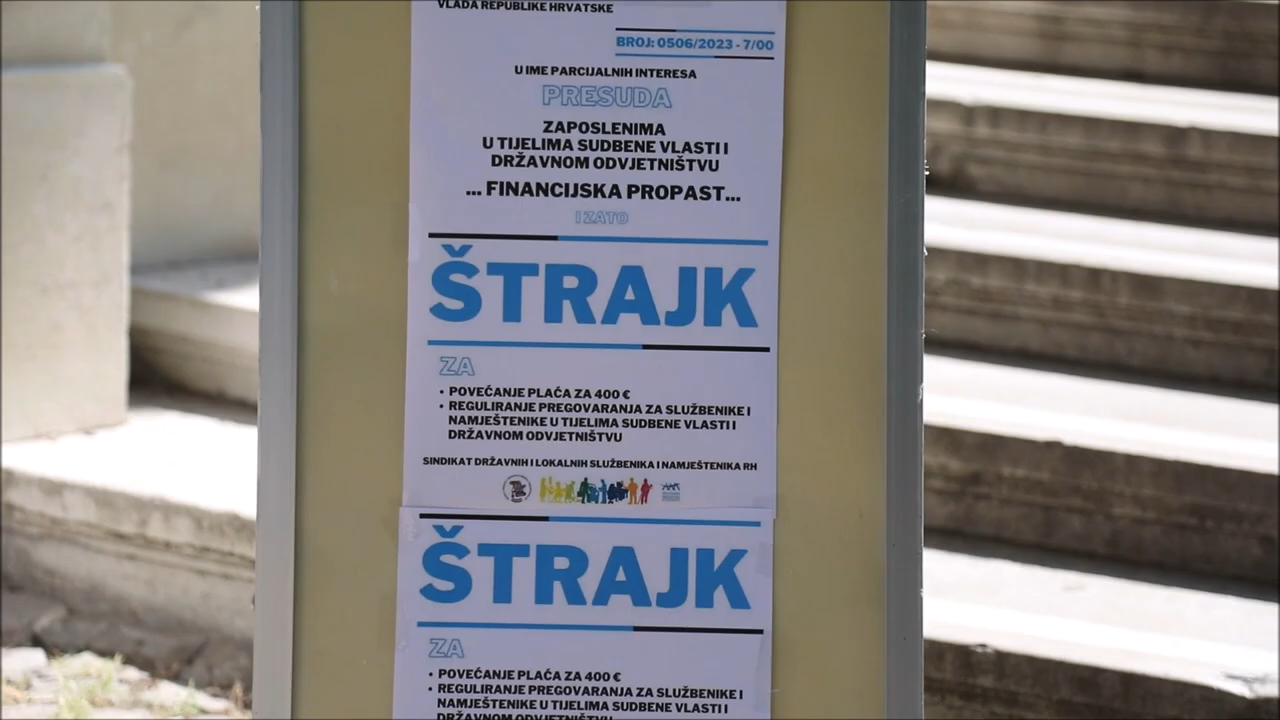 VLADA REPUBLIKE HRVATSKE
BROJ: 0506/2023 - 7/00
U IME PARCIJALNIH INTERESA
PRESUDA
ZAPOSLENIMA
U TIJELIMA SUDBENE VLASTI I
DRŽAVNOM ODVJETNIŠTVU
... FINANCIJSKA PROPAST...
I ZATO
ŠTRAJK
ZA
• POVEĆANJE PLAĆA ZA 400 €
• REGULIRANJE PREGOVARANJA ZA SLUŽBENIKE I
NAMJEŠTENIKE U TIJELIMA SUDBENE VLASTI I
DRŽAVNOM ODVJETNIŠTVU
SINDIKAT DRŽAVNIH I LOKALNIH SLUŽBENIKA I NAMJEŠTENIKA RH
ŠTRAJK
ZA
• POVEĆANJE PLAĆA ZA 400 €
• REGULIRANJE PREGOVARANJA ZA SLUŽBENIKE I
NAMJEŠTENIKE U TIJELIMA SUDBENE VLASTI I
DRŽAVNOM ODVJETNIŠTVU